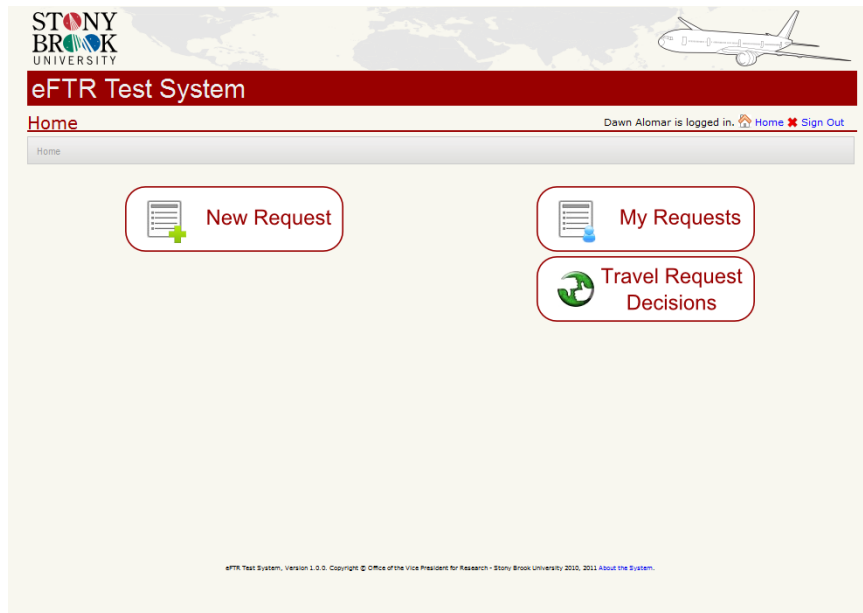 STONY
BROOK
UNIVERSITY
eFTR Test System
Home
Dawn Alomar is logged in. Home Sign Out
Home
New Request
My Requests
Travel Request
Decisions
eFTR Test System, Version 1.0.0. Copyright © Office of the Vice President for Research - Stony Brook University 2010, 2011 About the System.